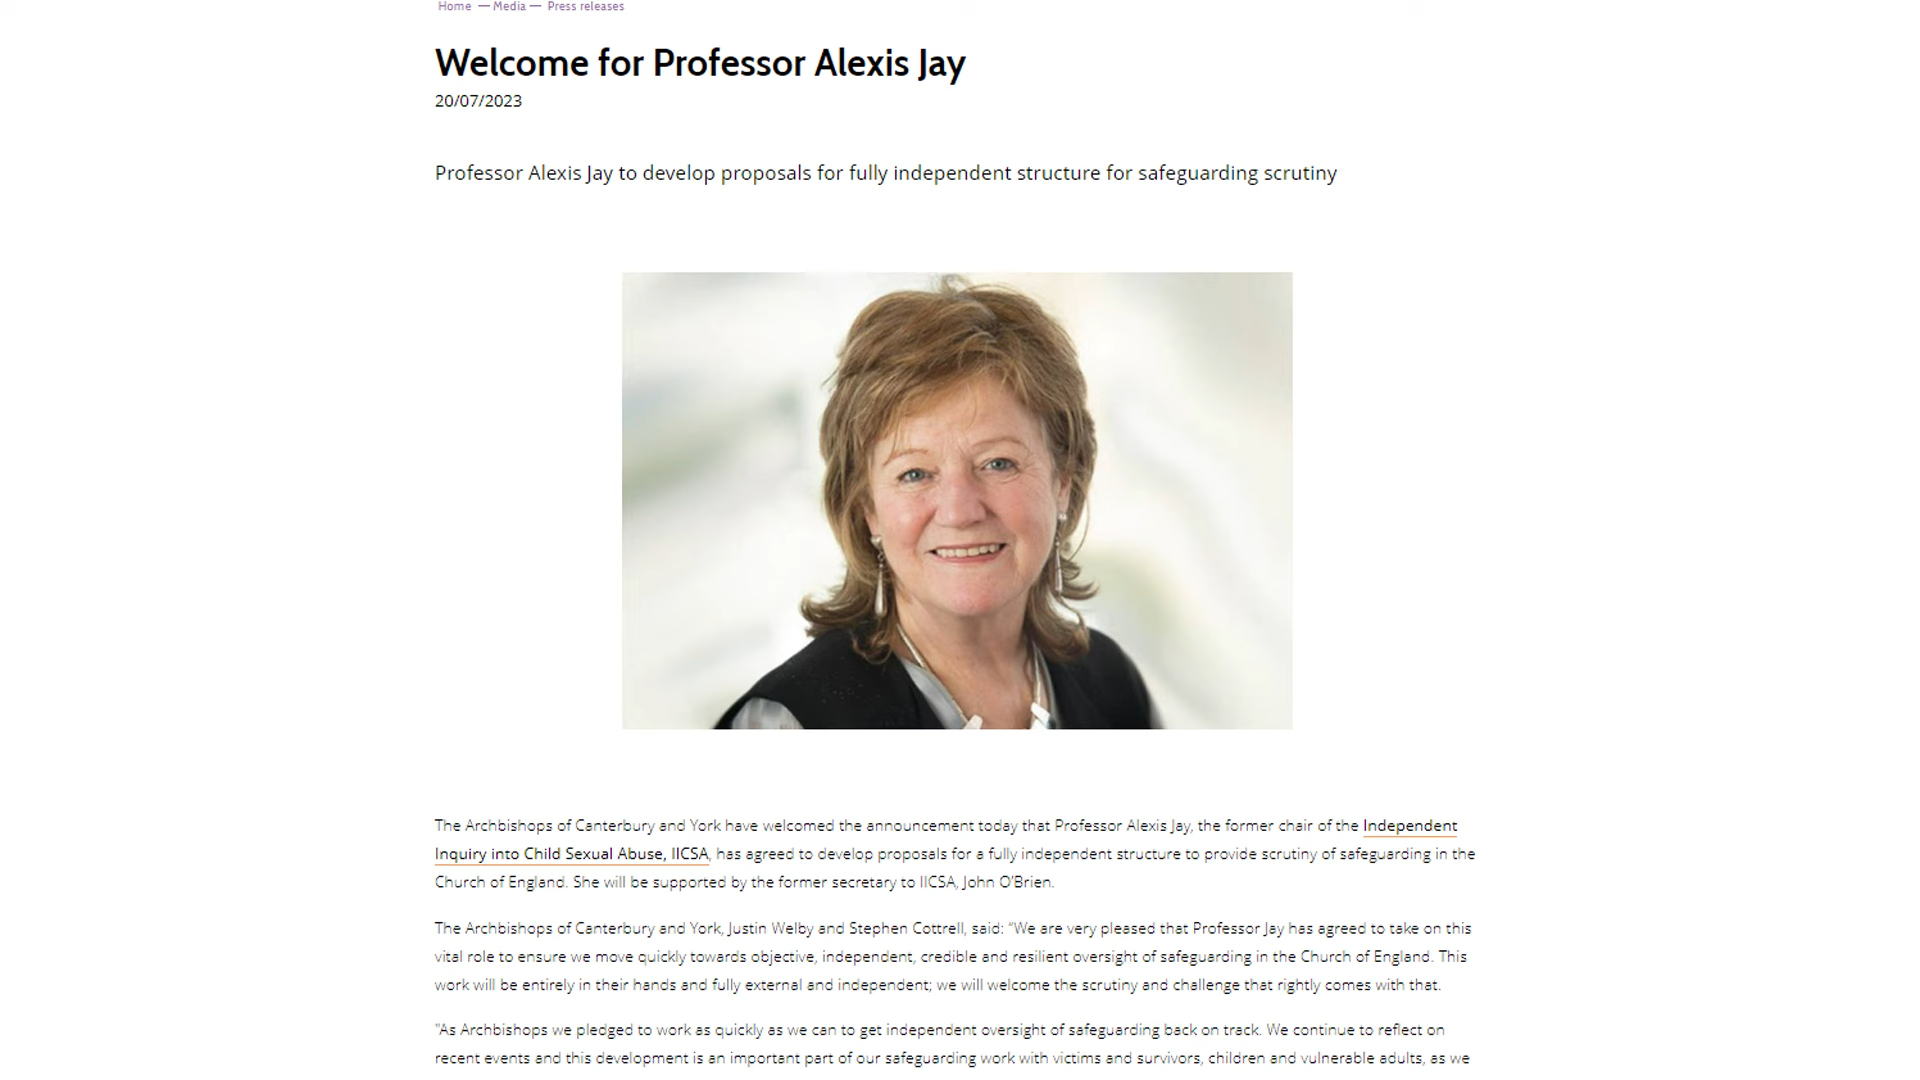 Home — Media — Press releases
Welcome for Professor Alexis Jay
20/07/2023
Professor Alexis Jay to develop proposals for fully independent structure for safeguarding scrutiny
The Archbishops of Canterbury and York have welcomed the announcement today that Professor Alexis Jay, the former chair of the Independent
Inquiry into Child Sexual Abuse, IICSA, has agreed to develop proposals for a fully independent structure to provide scrutiny of safeguarding in the
Church of England. She will be supported by the former secretary to IICSA, John O'Brien.
The Archbishops of Canterbury and York, Justin Welby and Stephen Cottrell, said: “We are very pleased that Professor Jay has agreed to take on this
vital role to ensure we move quickly towards objective, independent, credible and resilient oversight of safeguarding in the Church of England. This
work will be entirely in their hands and fully external and independent; we will welcome the scrutiny and challenge that rightly comes with that.
"As Archbishops we pledged to work as quickly as we can to get independent oversight of safeguarding back on track. We continue to reflect on
recent events and this development is an important part of our safeguarding work with victims and survivors, children and vulnerable adults, as we